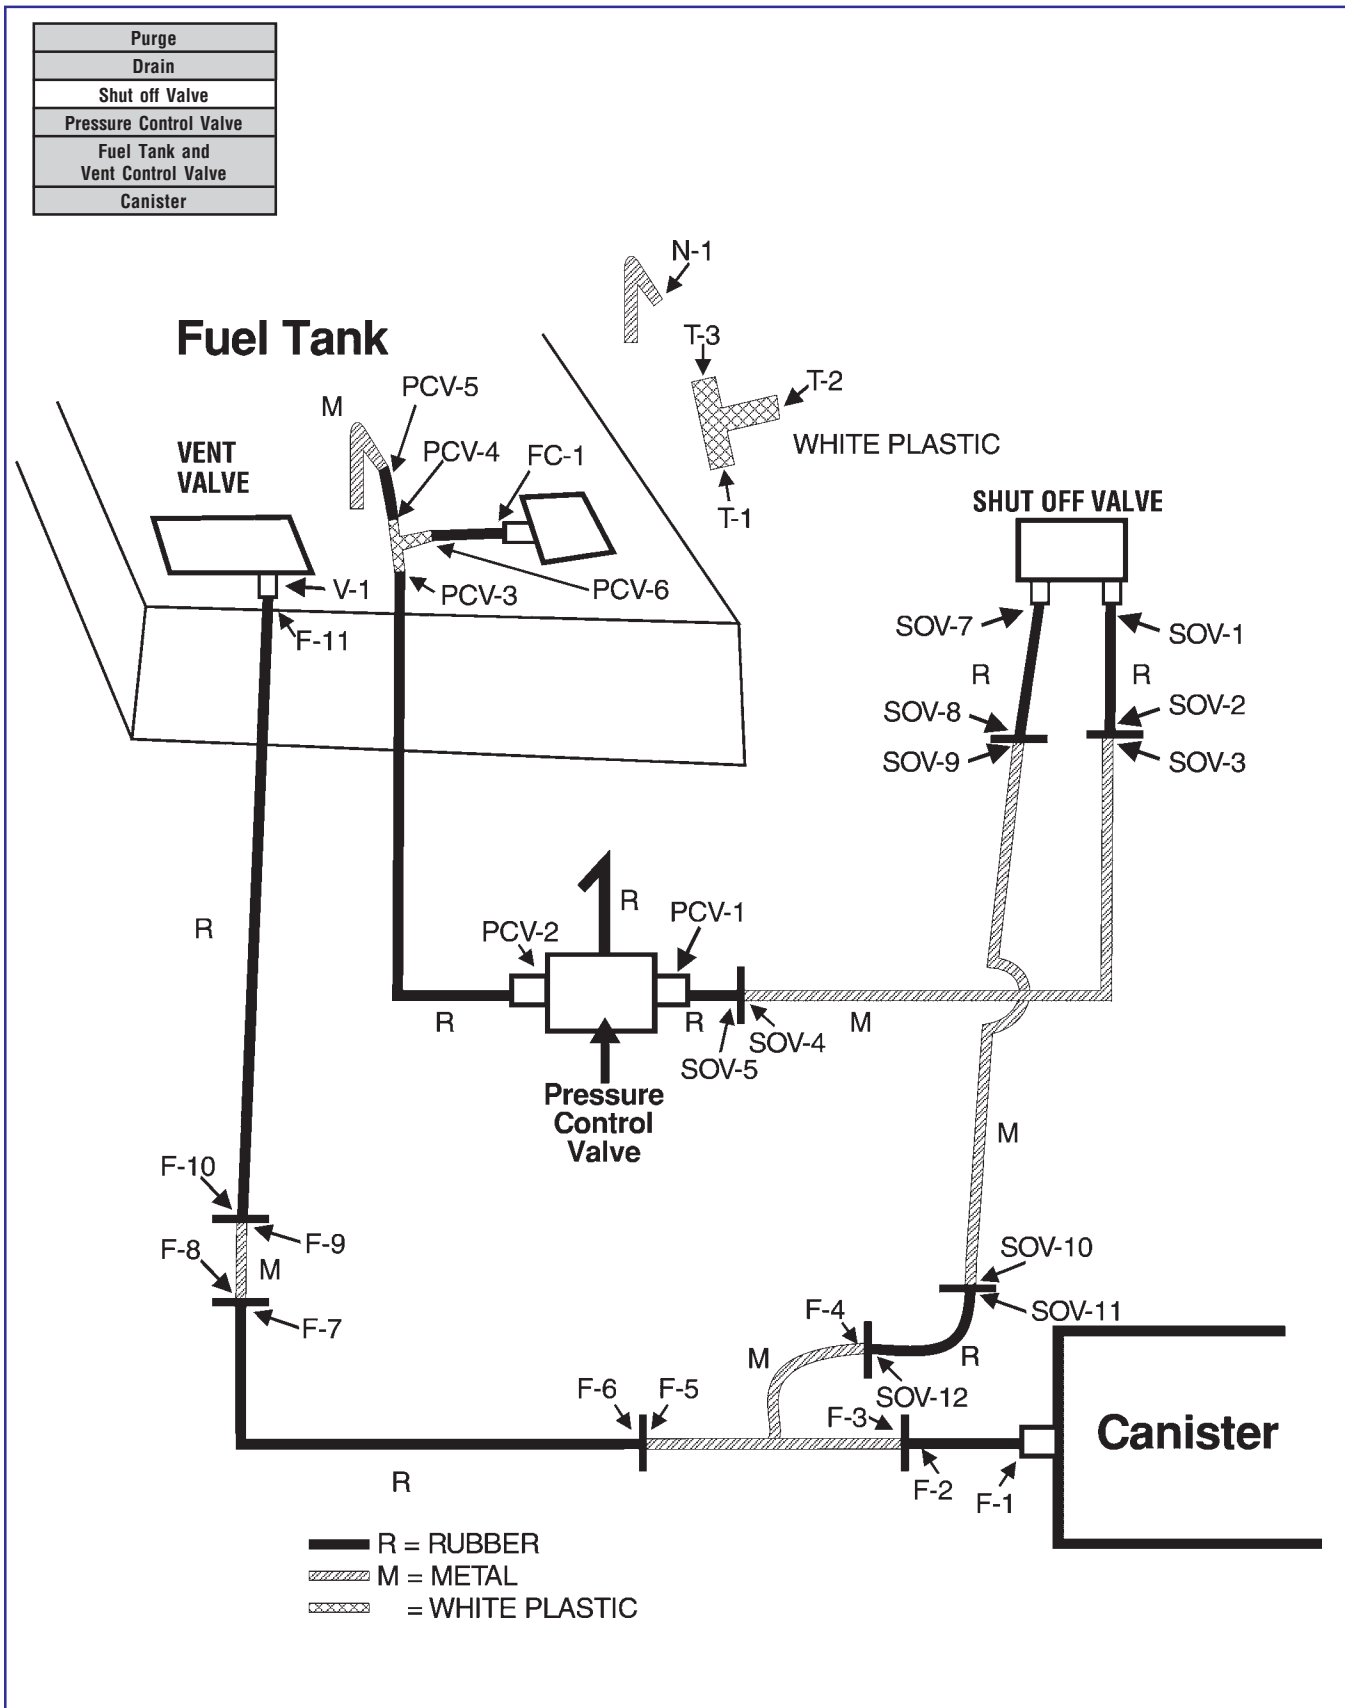 Purge
Drain
Shut off Valve
Pressure Control Valve
Fuel Tank and
Vent Control Valve
Canister
N-1
Fuel Tank
T-3
T-2
PCV-5
M
WHITE PLASTIC
VENT
VALVE
PCV-4
FC-1
T-1
SHUT OFF VALVE
V-1
PCV-3
PCV-6
F-11
SOV-7
SOV-1
R
R
SOV-8
SOV-2
SOV-9
SOV-3
R
R
PCV-2
PCV-1
R
R
M
SOV-4
SOV-5
Pressure
Control
Valve
M
F-10
F-9
F-8
M
F-7
SOV-10
SOV-11
F-4
M
R
SOV-12
F-6
F-5
F-3
Canister
F-2
F-1
R
R = RUBBER
M = METAL
= WHITE PLASTIC